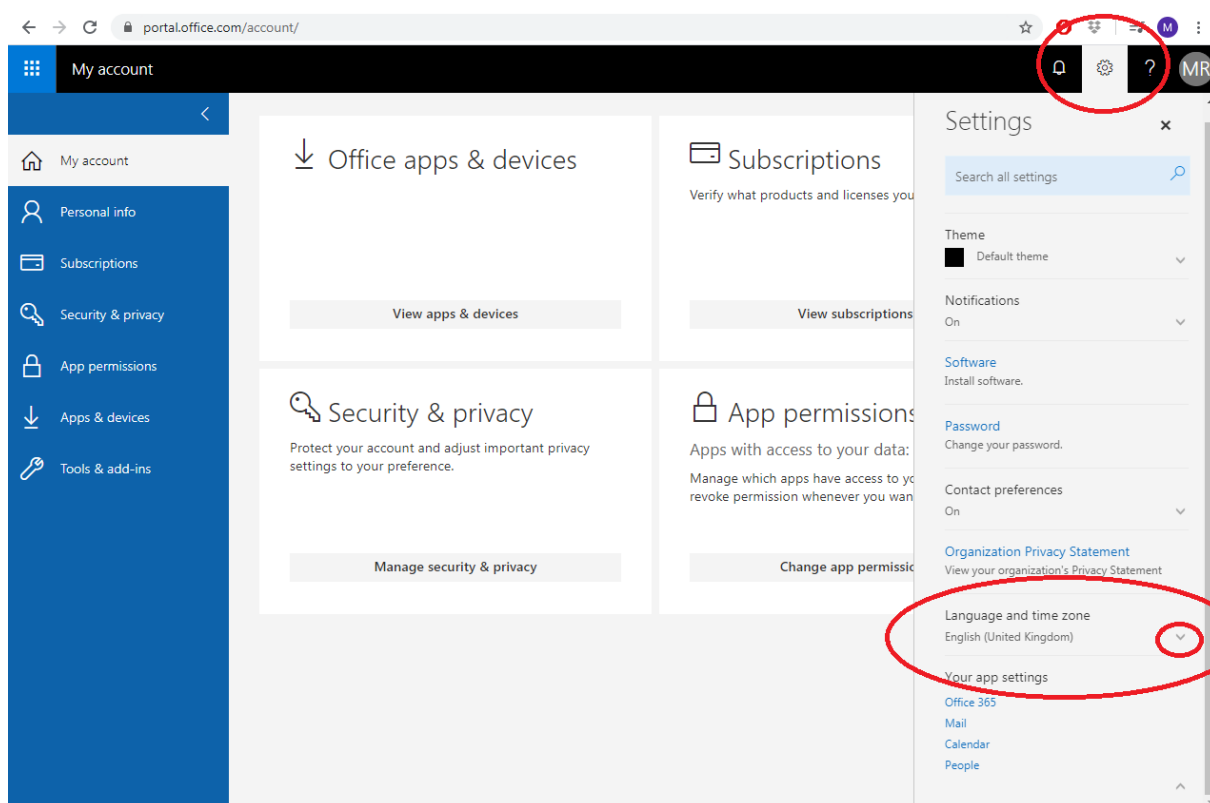 portal.office.com/account/
M
My account
?
MR
My account
Personal info
Subscriptions
Security & privacy
App permissions
Apps & devices
Tools & add-ins
Office apps & devices
View apps & devices
Subscriptions
Verify what products and licenses you
View subscriptions
Security & privacy
Protect your account and adjust important privacy
settings to your preference.
Manage security & privacy
App permissions
Apps with access to your data:
Manage which apps have access to yo
revoke permission whenever you wan
Change app permissio
Settings
Search all settings
Theme
Default theme
Notifications
On
Software
Install software.
Password
Change your password.
Contact preferences
On
Organization Privacy Statement
View your organization's Privacy Statement
Language and time zone
English (United Kingdom)
Your app settings
Office 365
Mail
Calendar
People